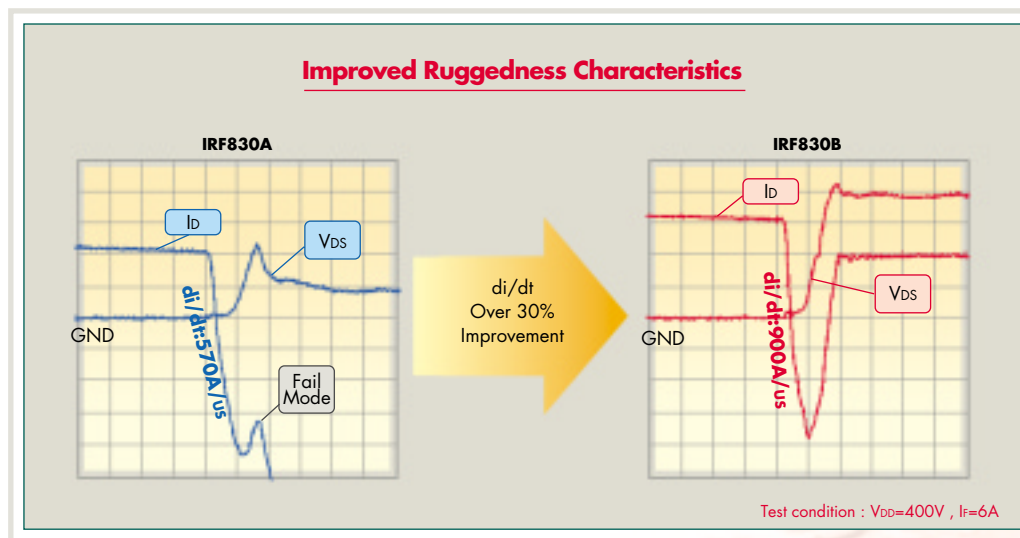 Improved Ruggedness Characteristics
IRF830A
ID
VDS
GND
di/dt:570A/us
Fail
Mode
di/dt
Over 30%
Improvement
IRF830B
ID
VDS
GND
di/dt:900A/us
Test condition : VDD=400V , IF=6A